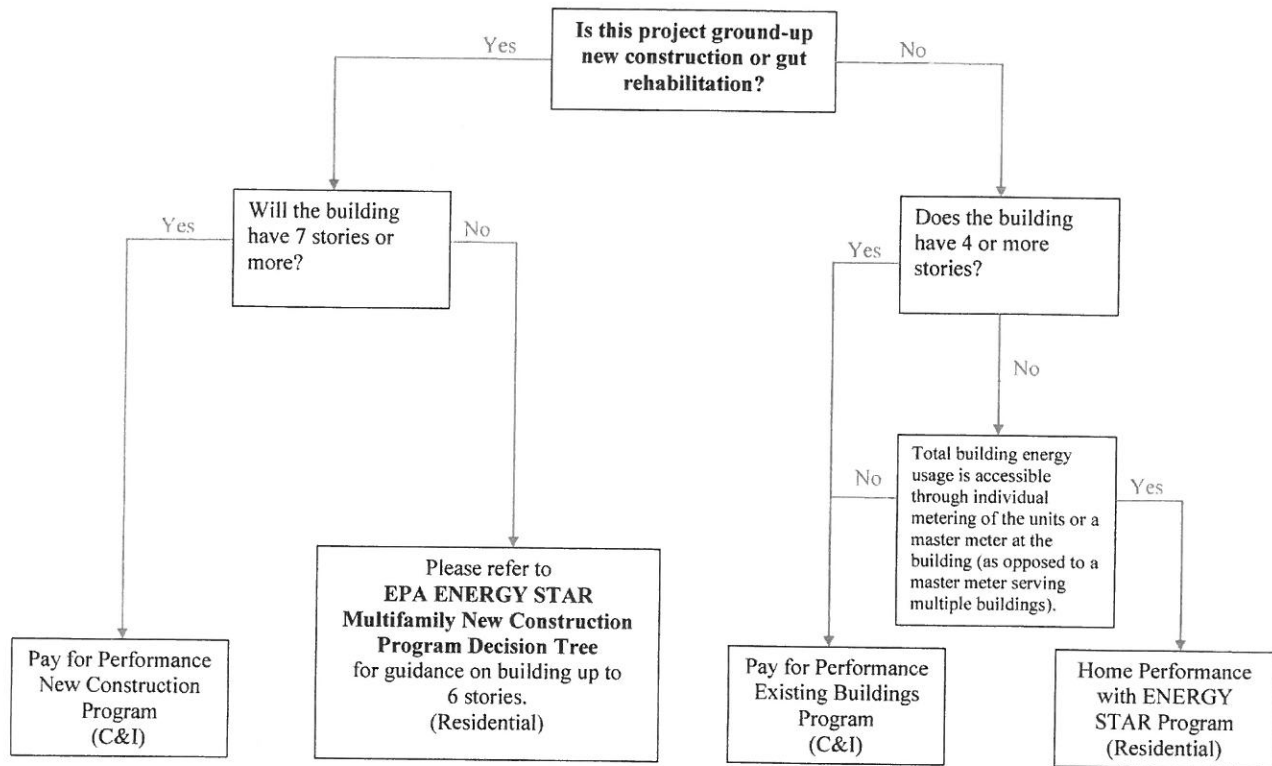 Is this project ground-up
new construction or gut
rehabilitation?
Yes
No
Will the building
have 7 stories or
more?
Yes
No
Does the building
have 4 or more
stories?
Yes
No
Total building energy
usage is accessible
through individual
metering of the units or a
master meter at the
building (as opposed to a
master meter serving
multiple buildings).
No
Yes
Please refer to
EPA ENERGY STAR
Multifamily New Construction
Program Decision Tree
for guidance on building up to
6 stories.
(Residential)
Pay for Performance
New Construction
Program
(C&I)
Pay for Performance
Existing Buildings
Program
(C&I)
Home Performance
with ENERGY
STAR Program
(Residential)